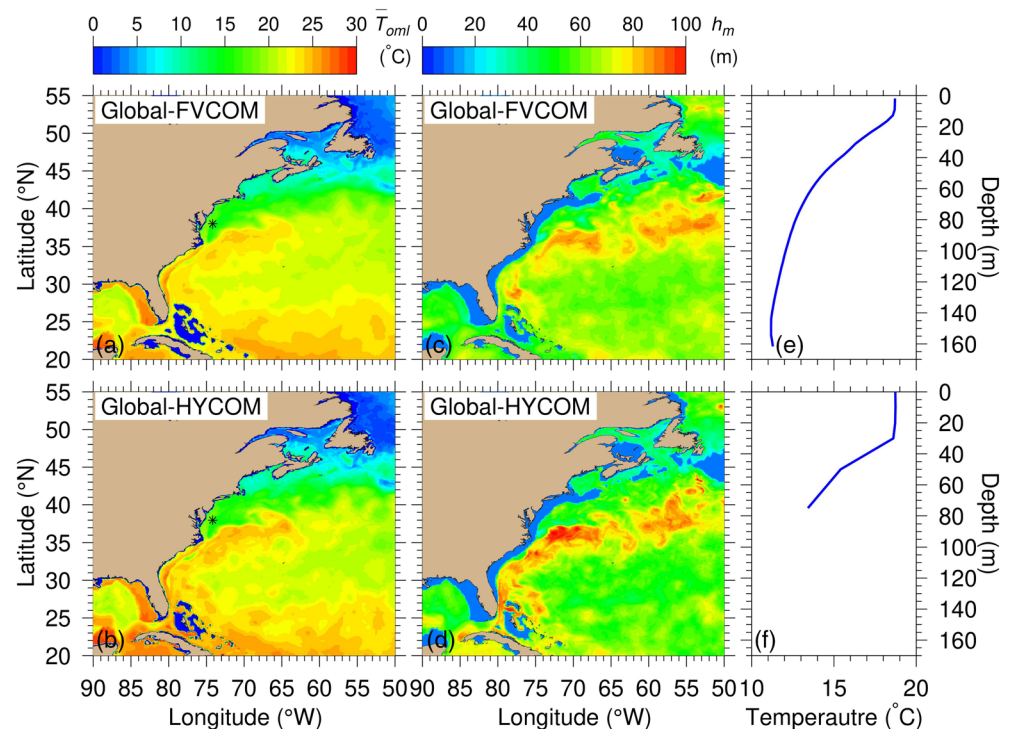 0 5 10 15 20 25 30 T̅oml (°C)
0 20 40 60 80 100 hm (m)
Global-FVCOM
Global-FVCOM
55
50
45
40
35
30
25
20
Latitude (°N)
*
(a)
(c)
(e)
0
20
40
60
80
100
120
140
160
Depth (m)
Global-HYCOM
Global-HYCOM
55
50
45
40
35
30
25
20
Latitude (°N)
*
(b)
(d)
(f)
0
20
40
60
80
100
120
140
160
Depth (m)
90 85 80 75 70 65 60 55 50
90 85 80 75 70 65 60 55 50
10 15 20
Longitude (°W)
Longitude (°W)
Temperautre (°C)